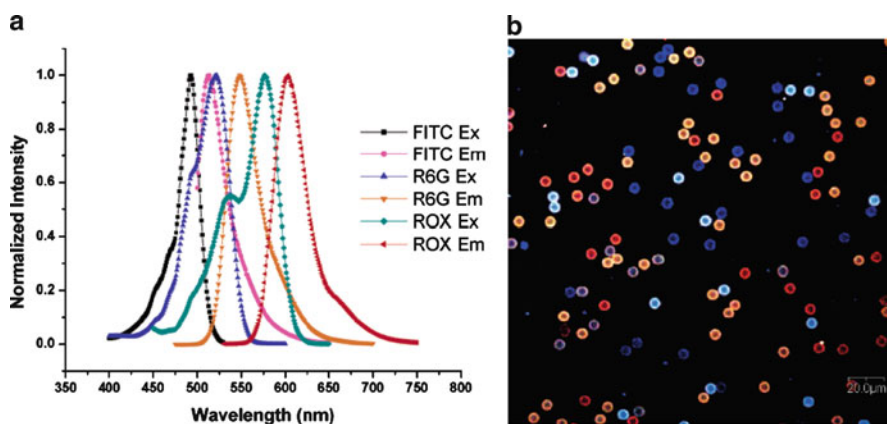 a
Normalized Intensity
1.0
0.8
0.6
0.4
0.2
0.0
350 400 450 500 550 600 650 700 750 800
Wavelength (nm)
FITC Ex
FITC Em
R6G Ex
R6G Em
ROX Ex
ROX Em
b
20.0µm